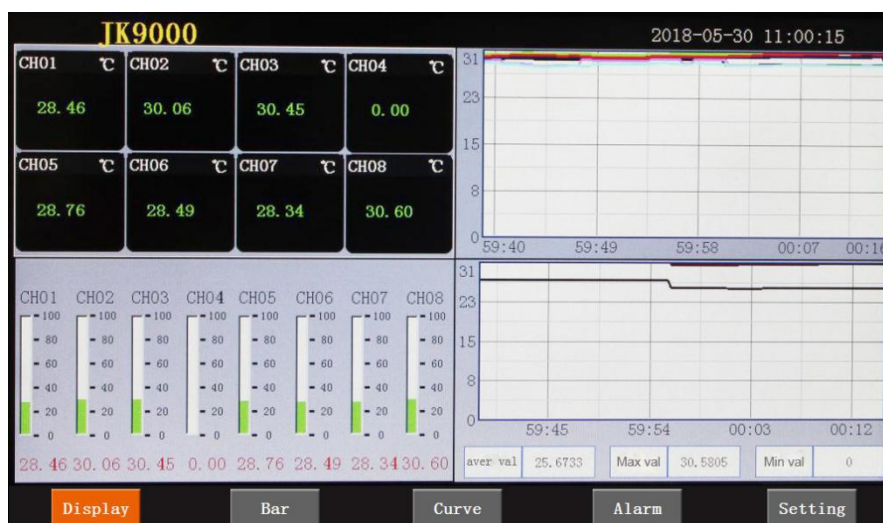 JK9000
2018-05-30 11:00:15
CH01 ℃ CH02 ℃ CH03 ℃ CH04 ℃
28.46 30.06 30.45 0.00
CH05 ℃ CH06 ℃ CH07 ℃ CH08 ℃
28.76 28.49 28.34 30.60
31
23
15
8
0
59:40 59:49 59:58 00:07 00:16
CH01 CH02 CH03 CH04 CH05 CH06 CH07 CH08
100 100 100 100 100 100 100 100
80 80 80 80 80 80 80 80
60 60 60 60 60 60 60 60
40 40 40 40 40 40 40 40
20 20 20 20 20 20 20 20
0 0 0 0 0 0 0 0
28.46 30.06 30.45 0.00 28.76 28.49 28.34 30.60
31
23
15
8
0
59:45 59:54 00:03 00:12
aver val 25.6733 Max val 30.5805 Min val 0
Display Bar Curve Alarm Setting